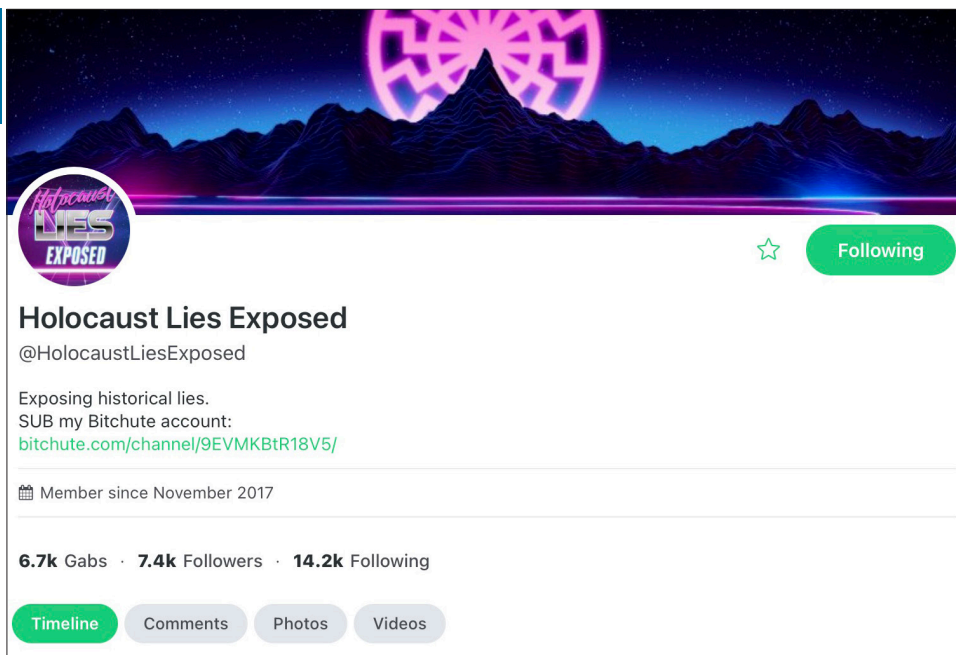 Holocaust
LIES
EXPOSED
Following
Holocaust Lies Exposed
@HolocaustLiesExposed
Exposing historical lies.
SUB my Bitchute account:
bitchute.com/channel/9EVMKBtR18V5/
Member since November 2017
6.7k Gabs · 7.4k Followers · 14.2k Following
Timeline Comments Photos Videos